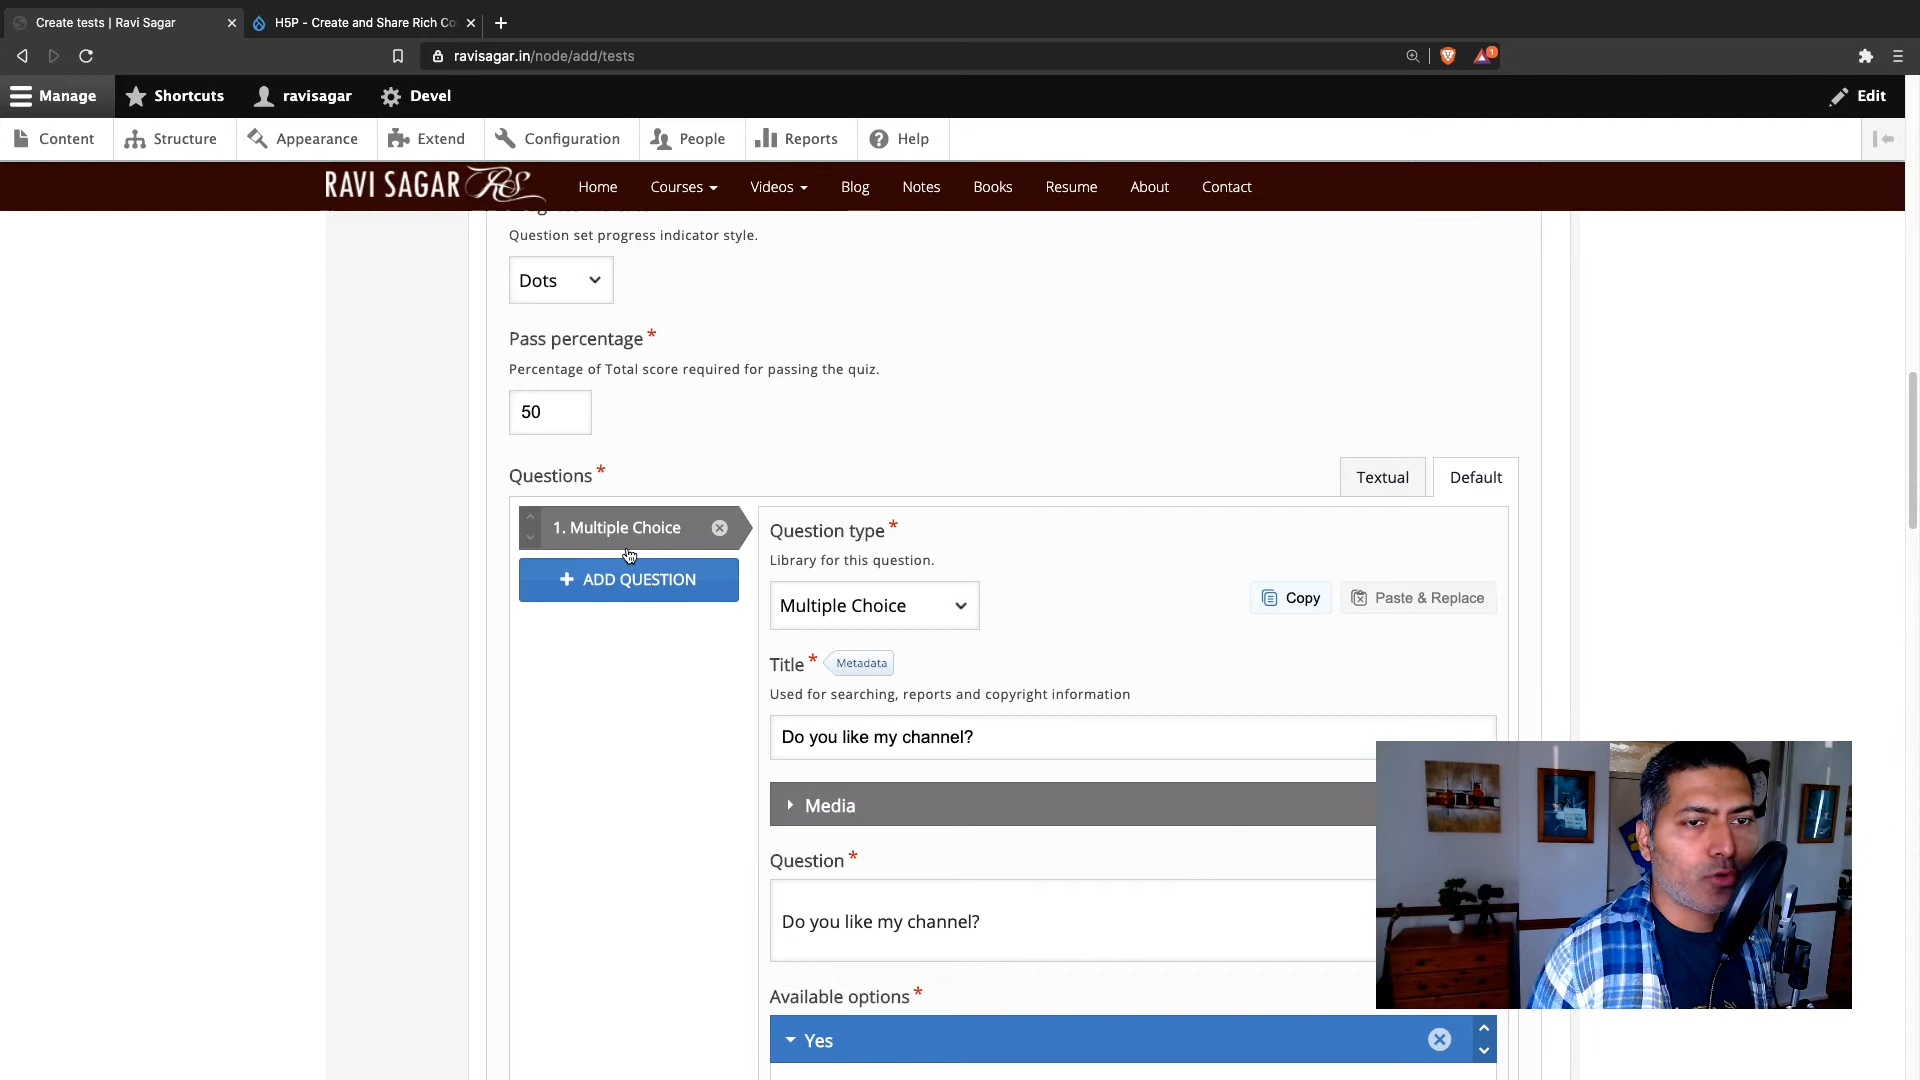 Create tests | Ravi Sagar
H5P - Create and Share Rich Co
ravisagar.in/node/add/tests
1
Manage
Shortcuts
ravisagar
Devel
Edit
Content
Structure
Appearance
Extend
Configuration
People
Reports
Help
RAVI SAGAR RS
Home
Courses
Videos
Blog
Notes
Books
Resume
About
Contact
Question set progress indicator style.
Dots
Pass percentage *
Percentage of Total score required for passing the quiz.
50
Questions *
Textual
Default
1. Multiple Choice
+ ADD QUESTION
Question type *
Library for this question.
Multiple Choice
Copy
Paste & Replace
Title *
Metadata
Used for searching, reports and copyright information
Do you like my channel?
Media
Question *
Do you like my channel?
Available options *
Yes